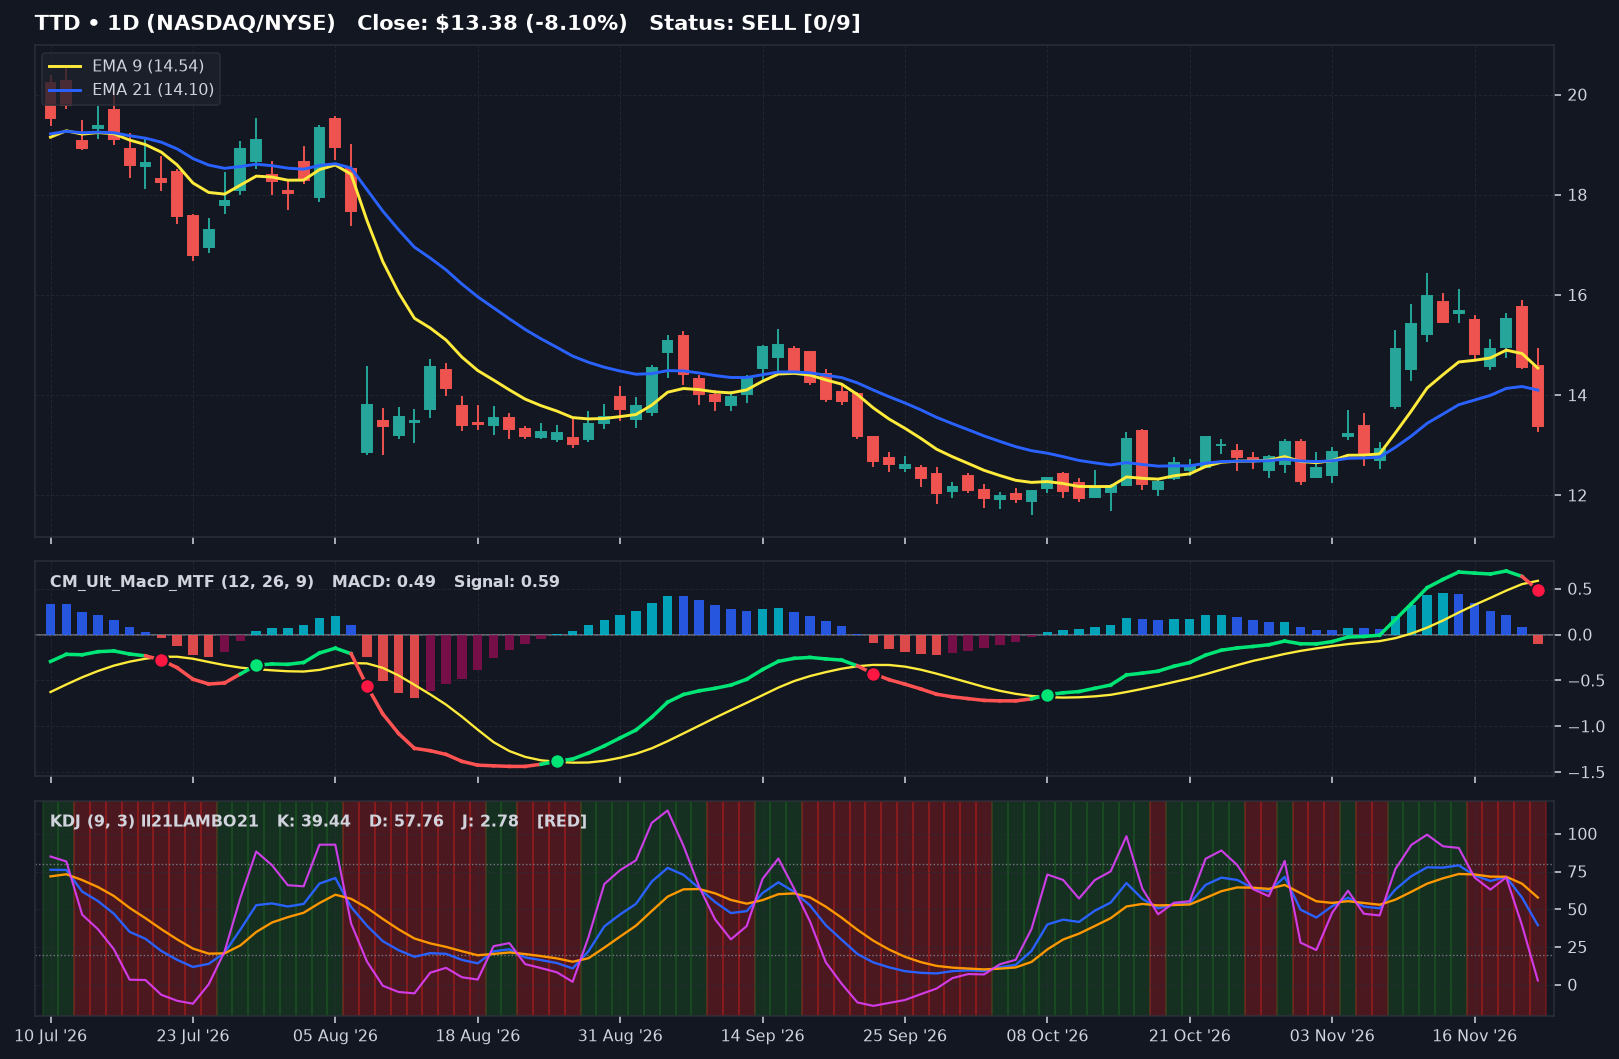 TTD • 1D (NASDAQ/NYSE) Close: $13.38 (-8.10%) Status: SELL [0/9]
EMA 9 (14.54)
EMA 21 (14.10)
20
18
16
14
12
CM_Ult_MacD_MTF (12, 26, 9) MACD: 0.49 Signal: 0.59
0.5
0.0
−0.5
−1.0
−1.5
KDJ (9, 3) II21LAMBO21 K: 39.44 D: 57.76 J: 2.78 [RED]
100
75
50
25
0
10 Jul '26 23 Jul '26 05 Aug '26 18 Aug '26 31 Aug '26 14 Sep '26 25 Sep '26 08 Oct '26 21 Oct '26 03 Nov '26 16 Nov '26